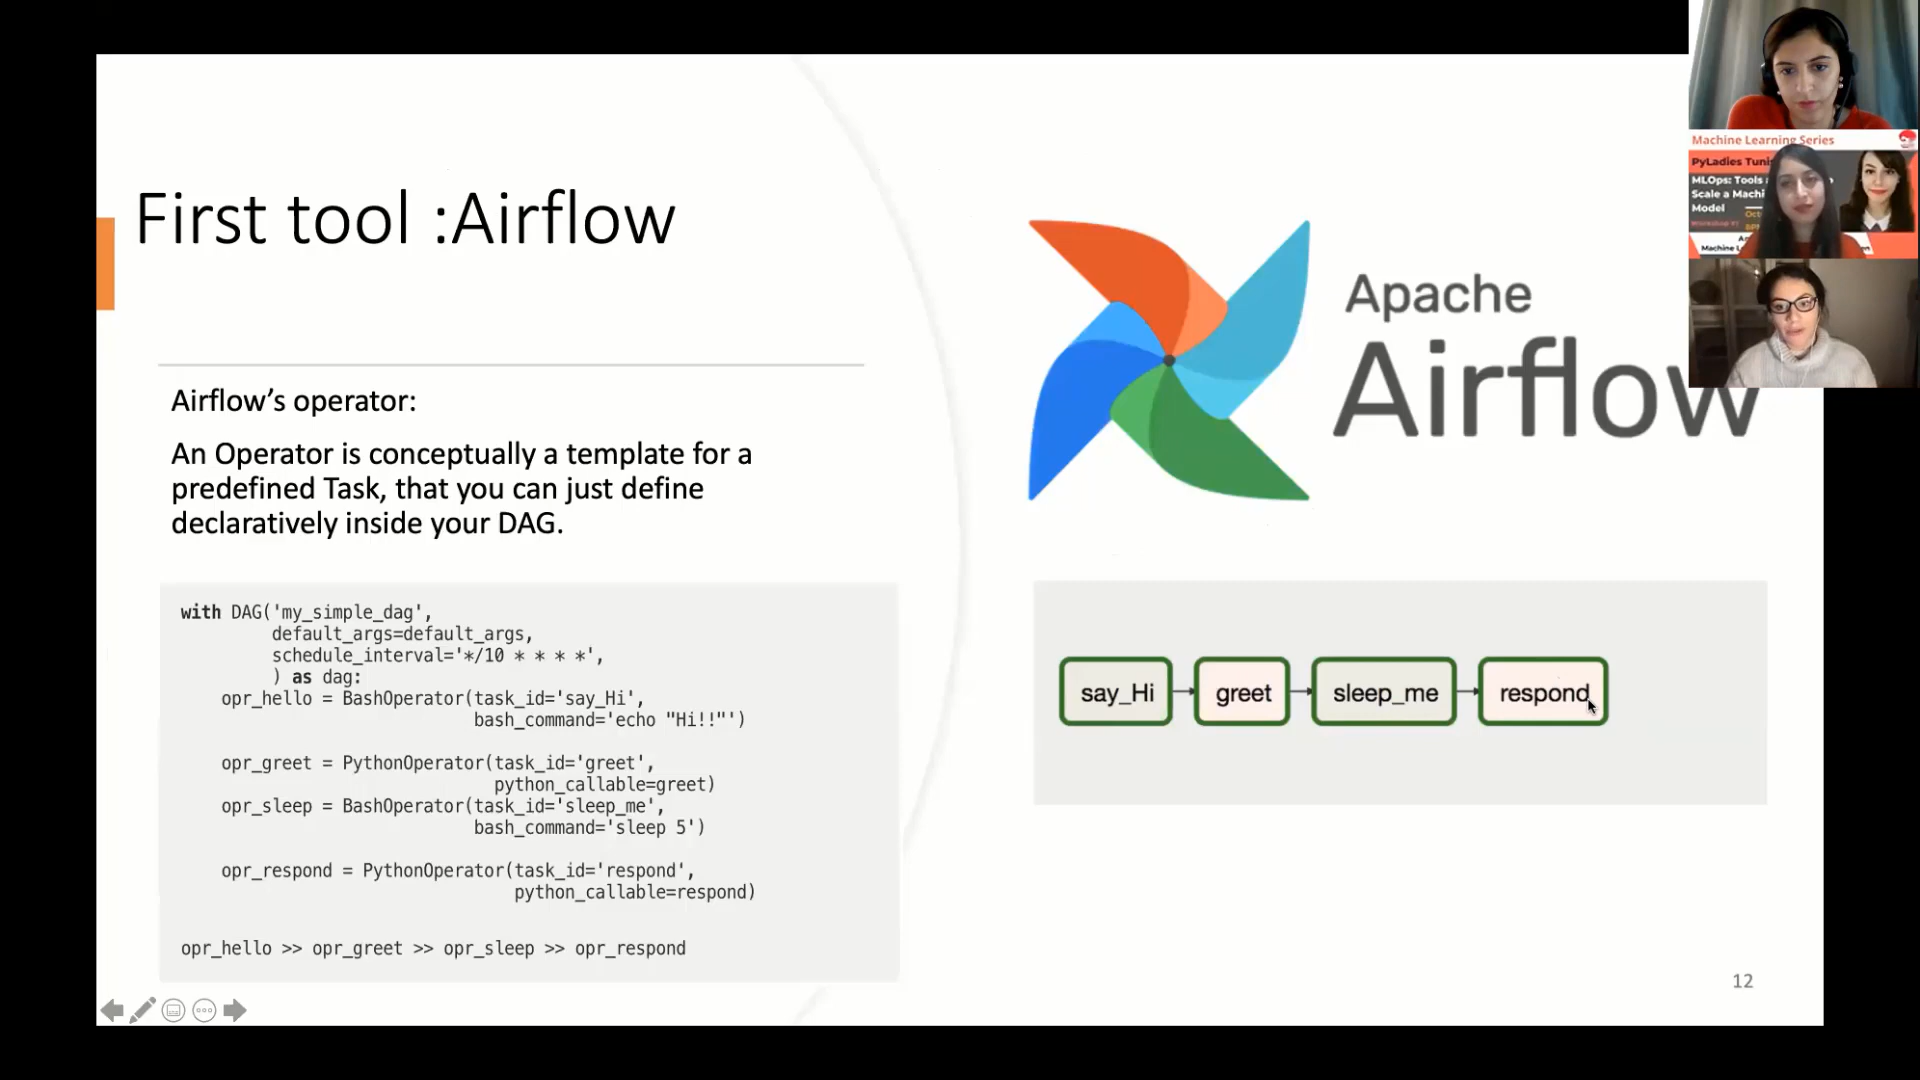 First tool :Airflow
Airflow’s operator:
An Operator is conceptually a template for a
predefined Task, that you can just define
declaratively inside your DAG.
with DAG('my_simple_dag',
default_args=default_args,
schedule_interval='*/10 * * * *',
) as dag:
opr_hello = BashOperator(task_id='say_Hi',
bash_command='echo "Hi!!"')
opr_greet = PythonOperator(task_id='greet',
python_callable=greet)
opr_sleep = BashOperator(task_id='sleep_me',
bash_command='sleep 5')
opr_respond = PythonOperator(task_id='respond',
python_callable=respond)
opr_hello >> opr_greet >> opr_sleep >> opr_respond
Apache
Airflow
say_Hi greet sleep_me respond
12
Machine Learning Series
PyLadies
MLOps: Tools
Scale a
Model